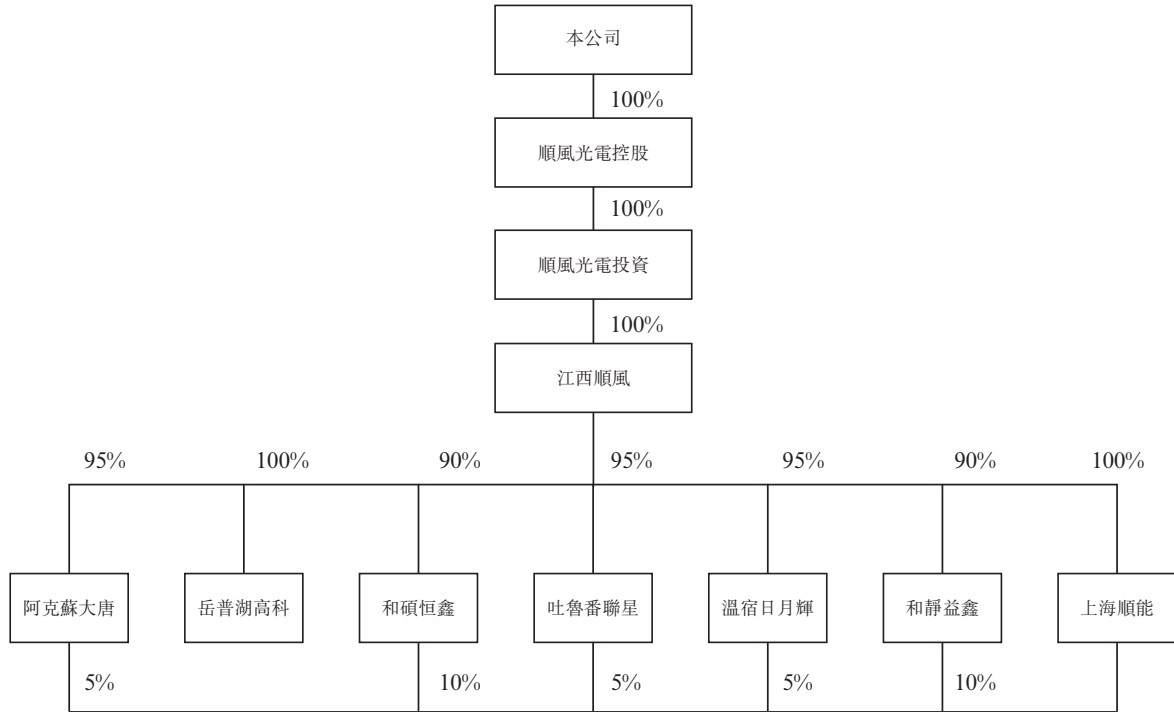 本公司
100%
順風光電控股
100%
順風光電投資
100%
江西順風
95% 100% 90% 95% 95% 90% 100%
阿克蘇大唐 岳普湖高科 和碩恒鑫 吐魯番聯星 溫宿日月輝 和靜益鑫 上海順能
5% 10% 5% 5% 10%